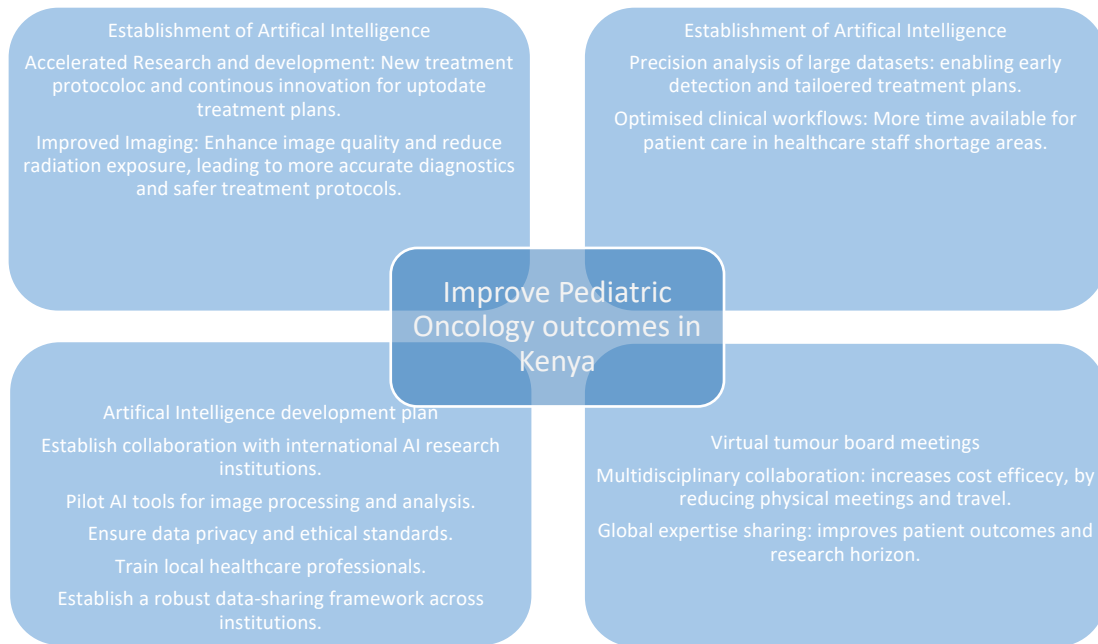 Establishment of Artifical Intelligence
Accelerated Research and development: New treatment
protocoloc and continous innovation for uptodate
treatment plans.
Improved Imaging: Enhance image quality and reduce
radiation exposure, leading to more accurate diagnostics
and safer treatment protocols.
Establishment of Artifical Intelligence
Precision analysis of large datasets: enabling early
detection and tailoered treatment plans.
Optimised clinical workflows: More time available for
patient care in healthcare staff shortage areas.
Improve Pediatric
Oncology outcomes in
Kenya
Artifical Intelligence development plan
Establish collaboration with international AI research
institutions.
Pilot AI tools for image processing and analysis.
Ensure data privacy and ethical standards.
Train local healthcare professionals.
Establish a robust data-sharing framework across
institutions.
Virtual tumour board meetings
Multidisciplinary collaboration: increases cost efficecy, by
reducing physical meetings and travel.
Global expertise sharing: improves patient outcomes and
research horizon.